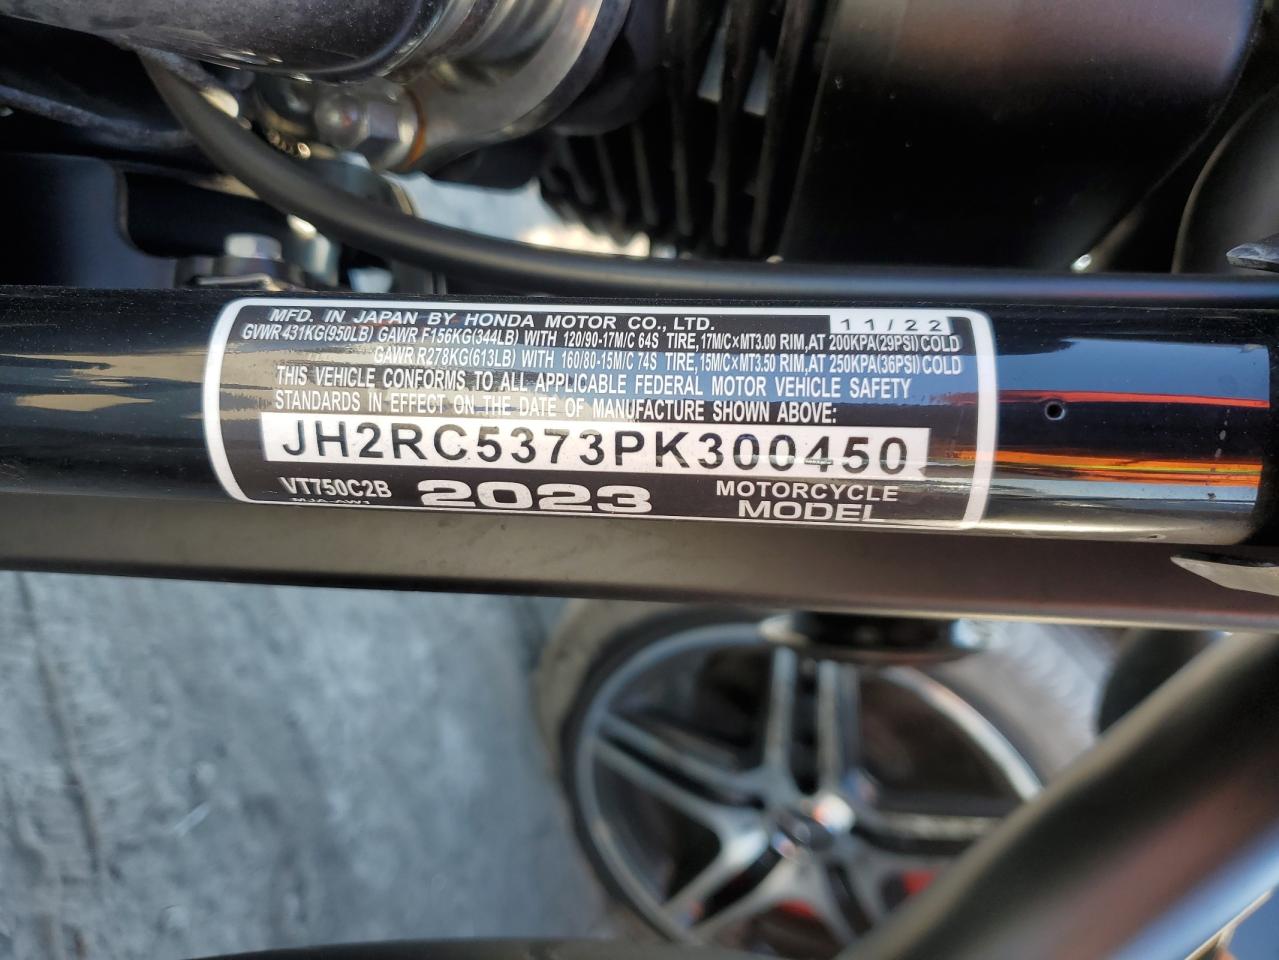 MFD. IN JAPAN BY HONDA MOTOR CO., LTD. 11/22
GVWR 431KG(950LB) GAWR F156KG(344LB) WITH 120/90-17M/C 64S TIRE, 17M/C×MT3.00 RIM, AT 200KPA(29PSI) COLD
GAWR R278KG(613LB) WITH 160/80-15M/C 74S TIRE, 15M/C×MT3.50 RIM, AT 250KPA(36PSI) COLD
THIS VEHICLE CONFORMS TO ALL APPLICABLE FEDERAL MOTOR VEHICLE SAFETY
STANDARDS IN EFFECT ON THE DATE OF MANUFACTURE SHOWN ABOVE:
JH2RC5373PK300450
VT750C2B 2023 MOTORCYCLE
MODEL